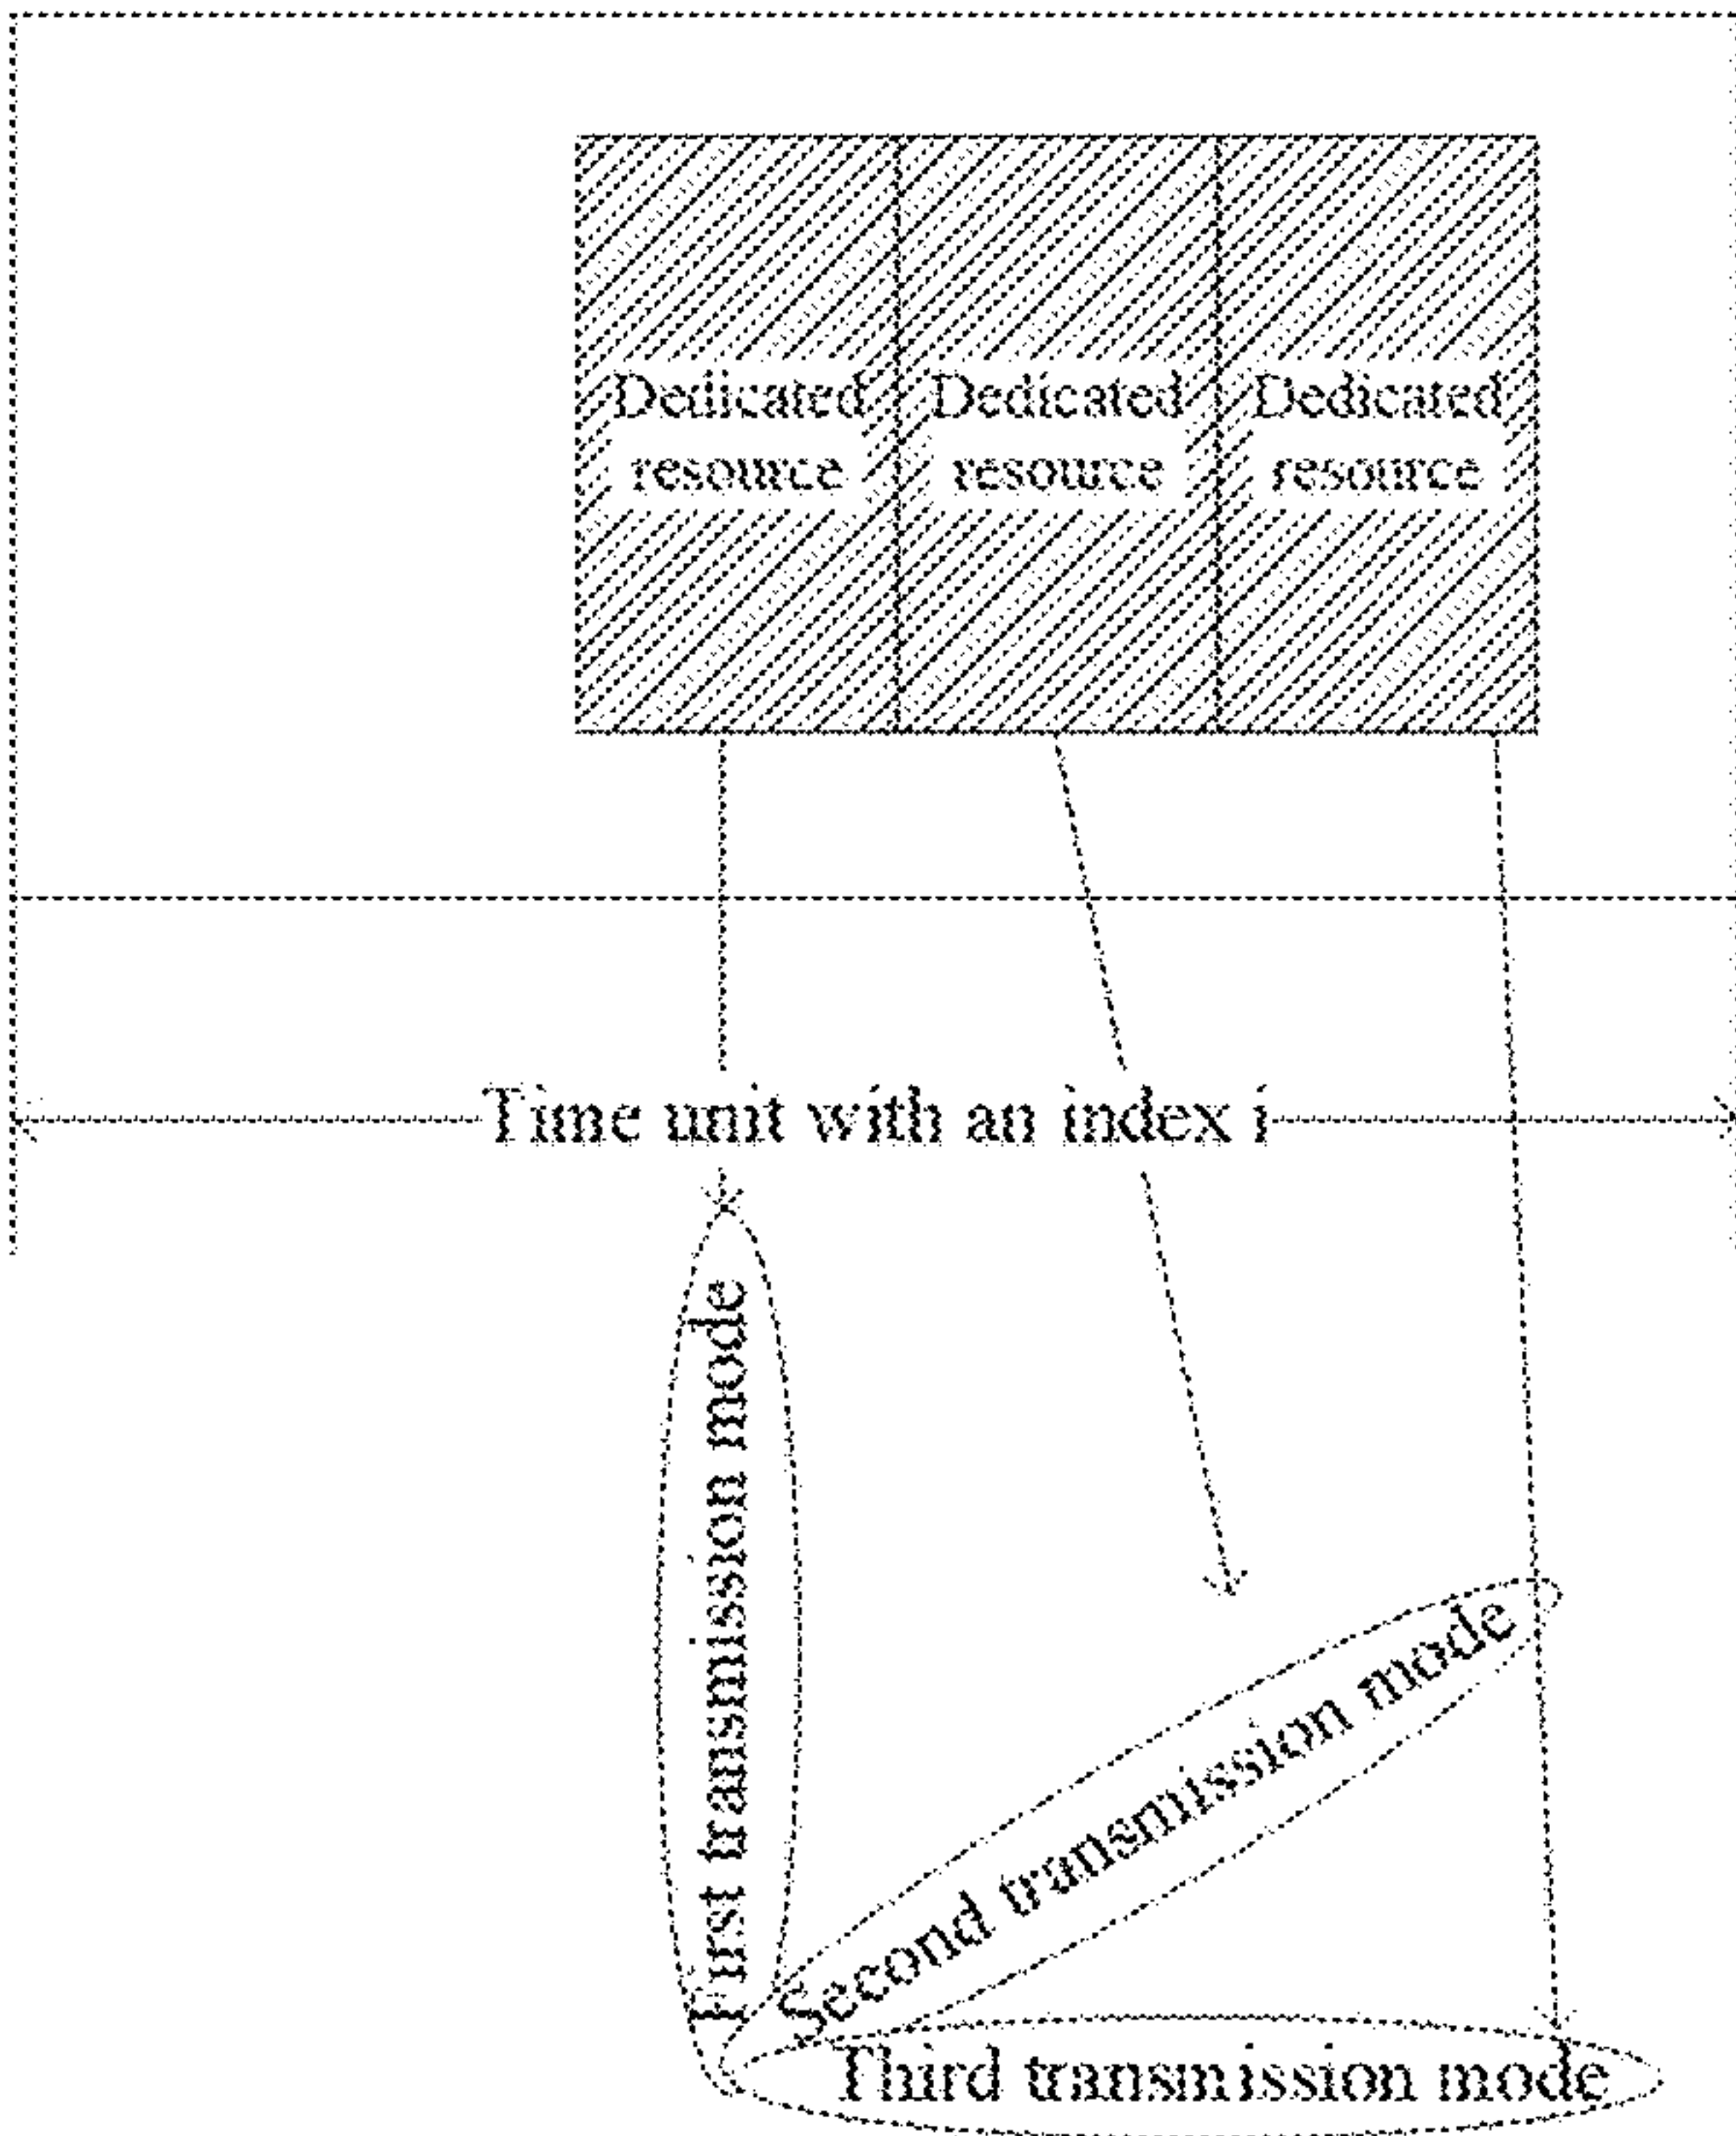 Dedicated
resource
Dedicated
resource
Dedicated
resource
Time unit with an index i
First transmission mode
Second transmission mode
Third transmission mode